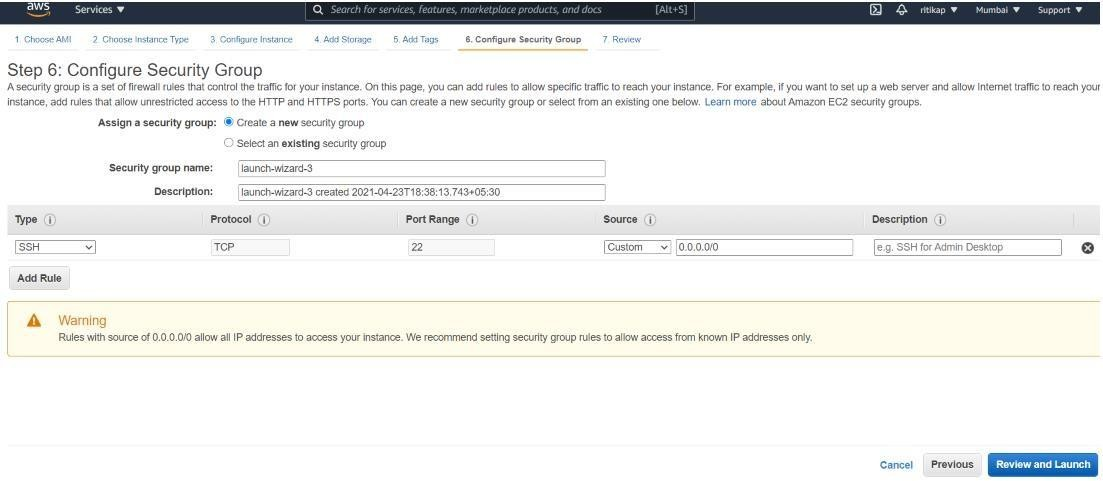 aws Services Search for services, features, marketplace products, and docs [Alt+S] ritikap Mumbai Support
1. Choose AMI 2. Choose Instance Type 3. Configure Instance 4. Add Storage 5. Add Tags 6. Configure Security Group 7. Review
Step 6: Configure Security Group
A security group is a set of firewall rules that control the traffic for your instance. On this page, you can add rules to allow specific traffic to reach your instance. For example, if you want to set up a web server and allow Internet traffic to reach your
instance, add rules that allow unrestricted access to the HTTP and HTTPS ports. You can create a new security group or select from an existing one below. Learn more about Amazon EC2 security groups.
Assign a security group: Create a new security group
Select an existing security group
Security group name: launch-wizard-3
Description: launch-wizard-3 created 2021-04-23T18:38:13.743+05:30
Type i Protocol i Port Range i Source i Description i
SSH TCP 22 Custom 0.0.0.0/0 e.g. SSH for Admin Desktop
Add Rule
Warning
Rules with source of 0.0.0.0/0 allow all IP addresses to access your instance. We recommend setting security group rules to allow access from known IP addresses only.
Cancel Previous Review and Launch